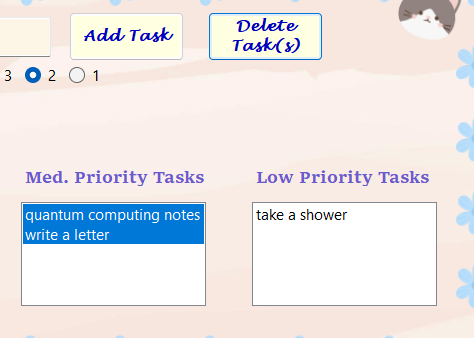 Add Task
Delete
Task(s)
3 2 1
Med. Priority Tasks
quantum computing notes
write a letter
Low Priority Tasks
take a shower